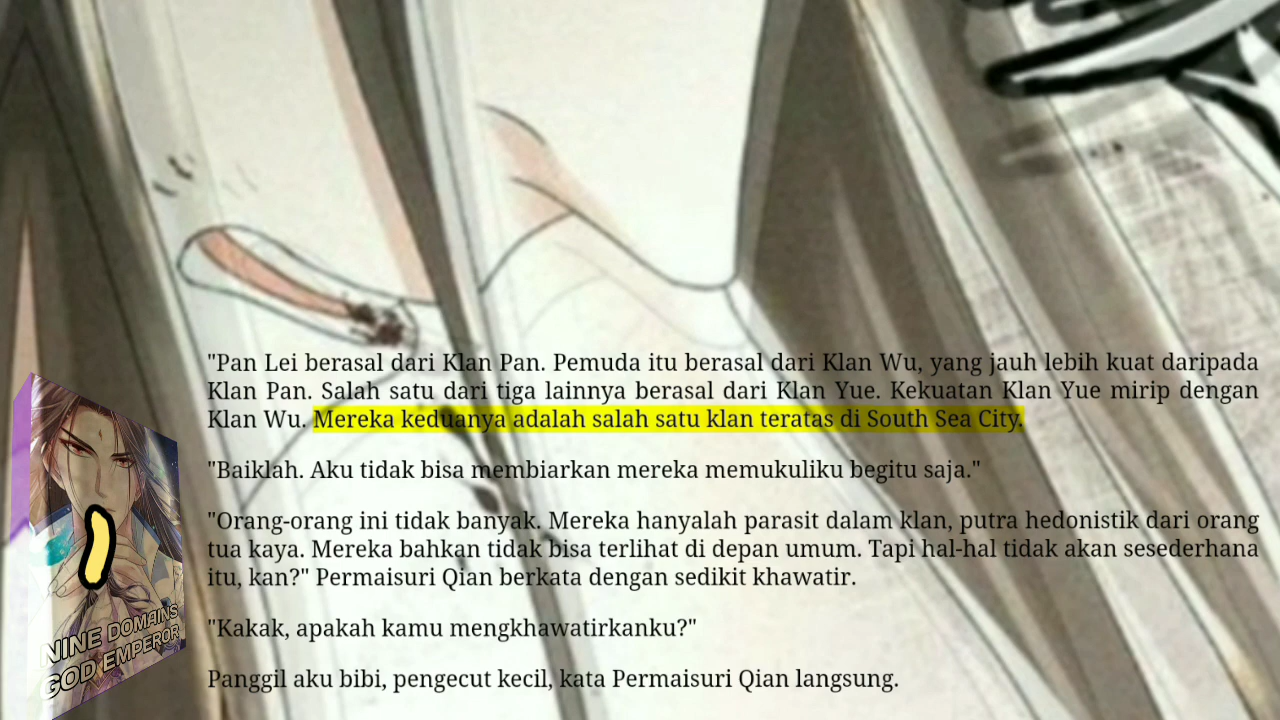 "Pan Lei berasal dari Klan Pan. Pemuda itu berasal dari Klan Wu, yang jauh lebih kuat daripada
Klan Pan. Salah satu dari tiga lainnya berasal dari Klan Yue. Kekuatan Klan Yue mirip dengan
Klan Wu. Mereka keduanya adalah salah satu klan teratas di South Sea City.
"Baiklah. Aku tidak bisa membiarkan mereka memukuliku begitu saja."
"Orang-orang ini tidak banyak. Mereka hanyalah parasit dalam klan, putra hedonistik dari orang
tua kaya. Mereka bahkan tidak bisa terlihat di depan umum. Tapi hal-hal tidak akan sesederhana
itu, kan?" Permaisuri Qian berkata dengan sedikit khawatir.
"Kakak, apakah kamu mengkhawatirkanku?"
Panggil aku bibi, pengecut kecil, kata Permaisuri Qian langsung.
NINE DOMAINS
GOD EMPEROR